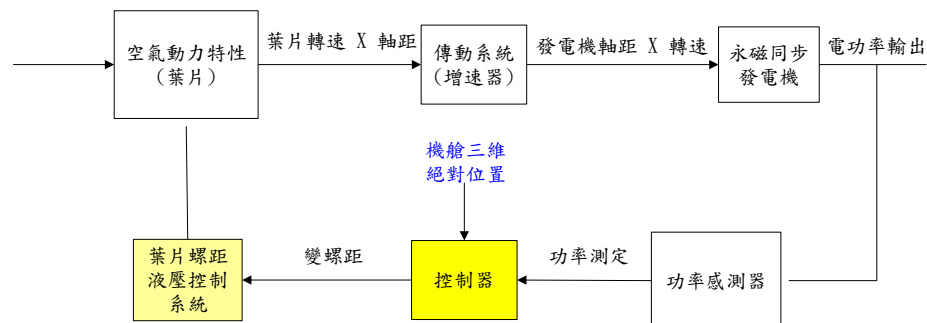 空氣動力特性
（葉片）
葉片轉速 X 軸距
傳動系統
(增速器)
發電機軸距 X 轉速
永磁同步
發電機
電功率輸出
機艙三維
絕對位置
葉片螺距
液壓控制
系統
變螺距
控制器
功率測定
功率感測器